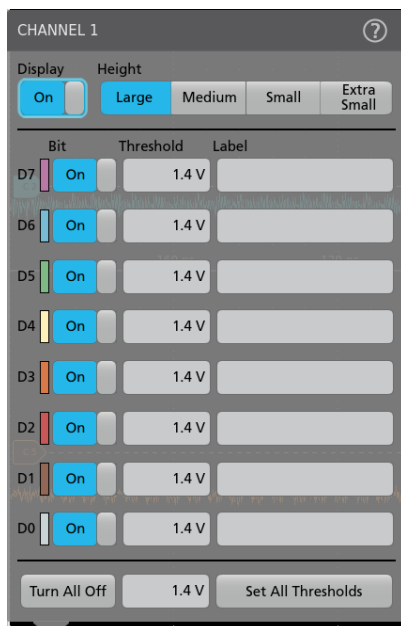 CHANNEL 1 ?
Display Height
On Large Medium Small Extra Small
Bit Threshold Label
D7 On 1.4 V
D6 On 1.4 V
D5 On 1.4 V
D4 On 1.4 V
D3 On 1.4 V
D2 On 1.4 V
D1 On 1.4 V
D0 On 1.4 V
Turn All Off 1.4 V Set All Thresholds